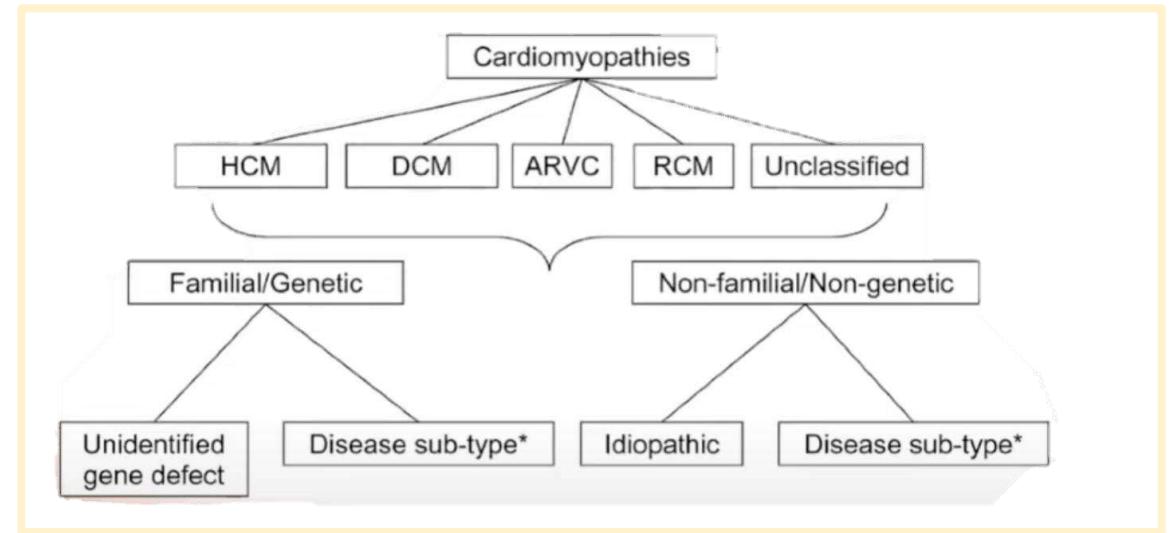 Cardiomyopathies
HCM
DCM
ARVC
RCM
Unclassified
Familial/Genetic
Non-familial/Non-genetic
Unidentified
gene defect
Disease sub-type*
Idiopathic
Disease sub-type*